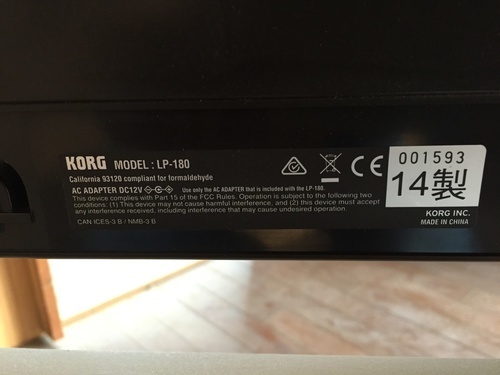 KORG MODEL : LP-180
California 93120 compliant for formaldehyde
AC ADAPTER DC12V Use only the AC ADAPTER that is included with the LP-180.
This device complies with Part 15 of the FCC Rules. Operation is subject to the following two
conditions: (1) This device may not cause harmful interference, and (2) this device must accept
any interference received, including interference that may cause undesired operation.
CAN ICES-3 B / NMB-3 B
CE
001593
14製
KORG INC.
MADE IN CHINA